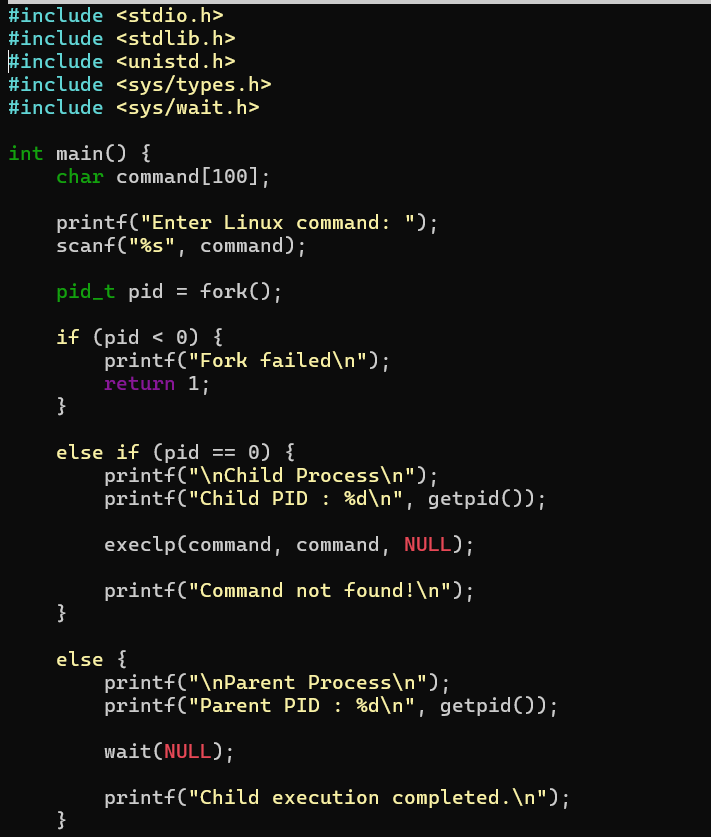 #include <stdio.h>
#include <stdlib.h>
#include <unistd.h>
#include <sys/types.h>
#include <sys/wait.h>
int main() {
    char command[100];
    printf("Enter Linux command: ");
    scanf("%s", command);
    pid_t pid = fork();
    if (pid < 0) {
        printf("Fork failed\n");
        return 1;
    }
    else if (pid == 0) {
        printf("\nChild Process\n");
        printf("Child PID : %d\n", getpid());
        execlp(command, command, NULL);
        printf("Command not found!\n");
    }
    else {
        printf("\nParent Process\n");
        printf("Parent PID : %d\n", getpid());
        wait(NULL);
        printf("Child execution completed.\n");
    }